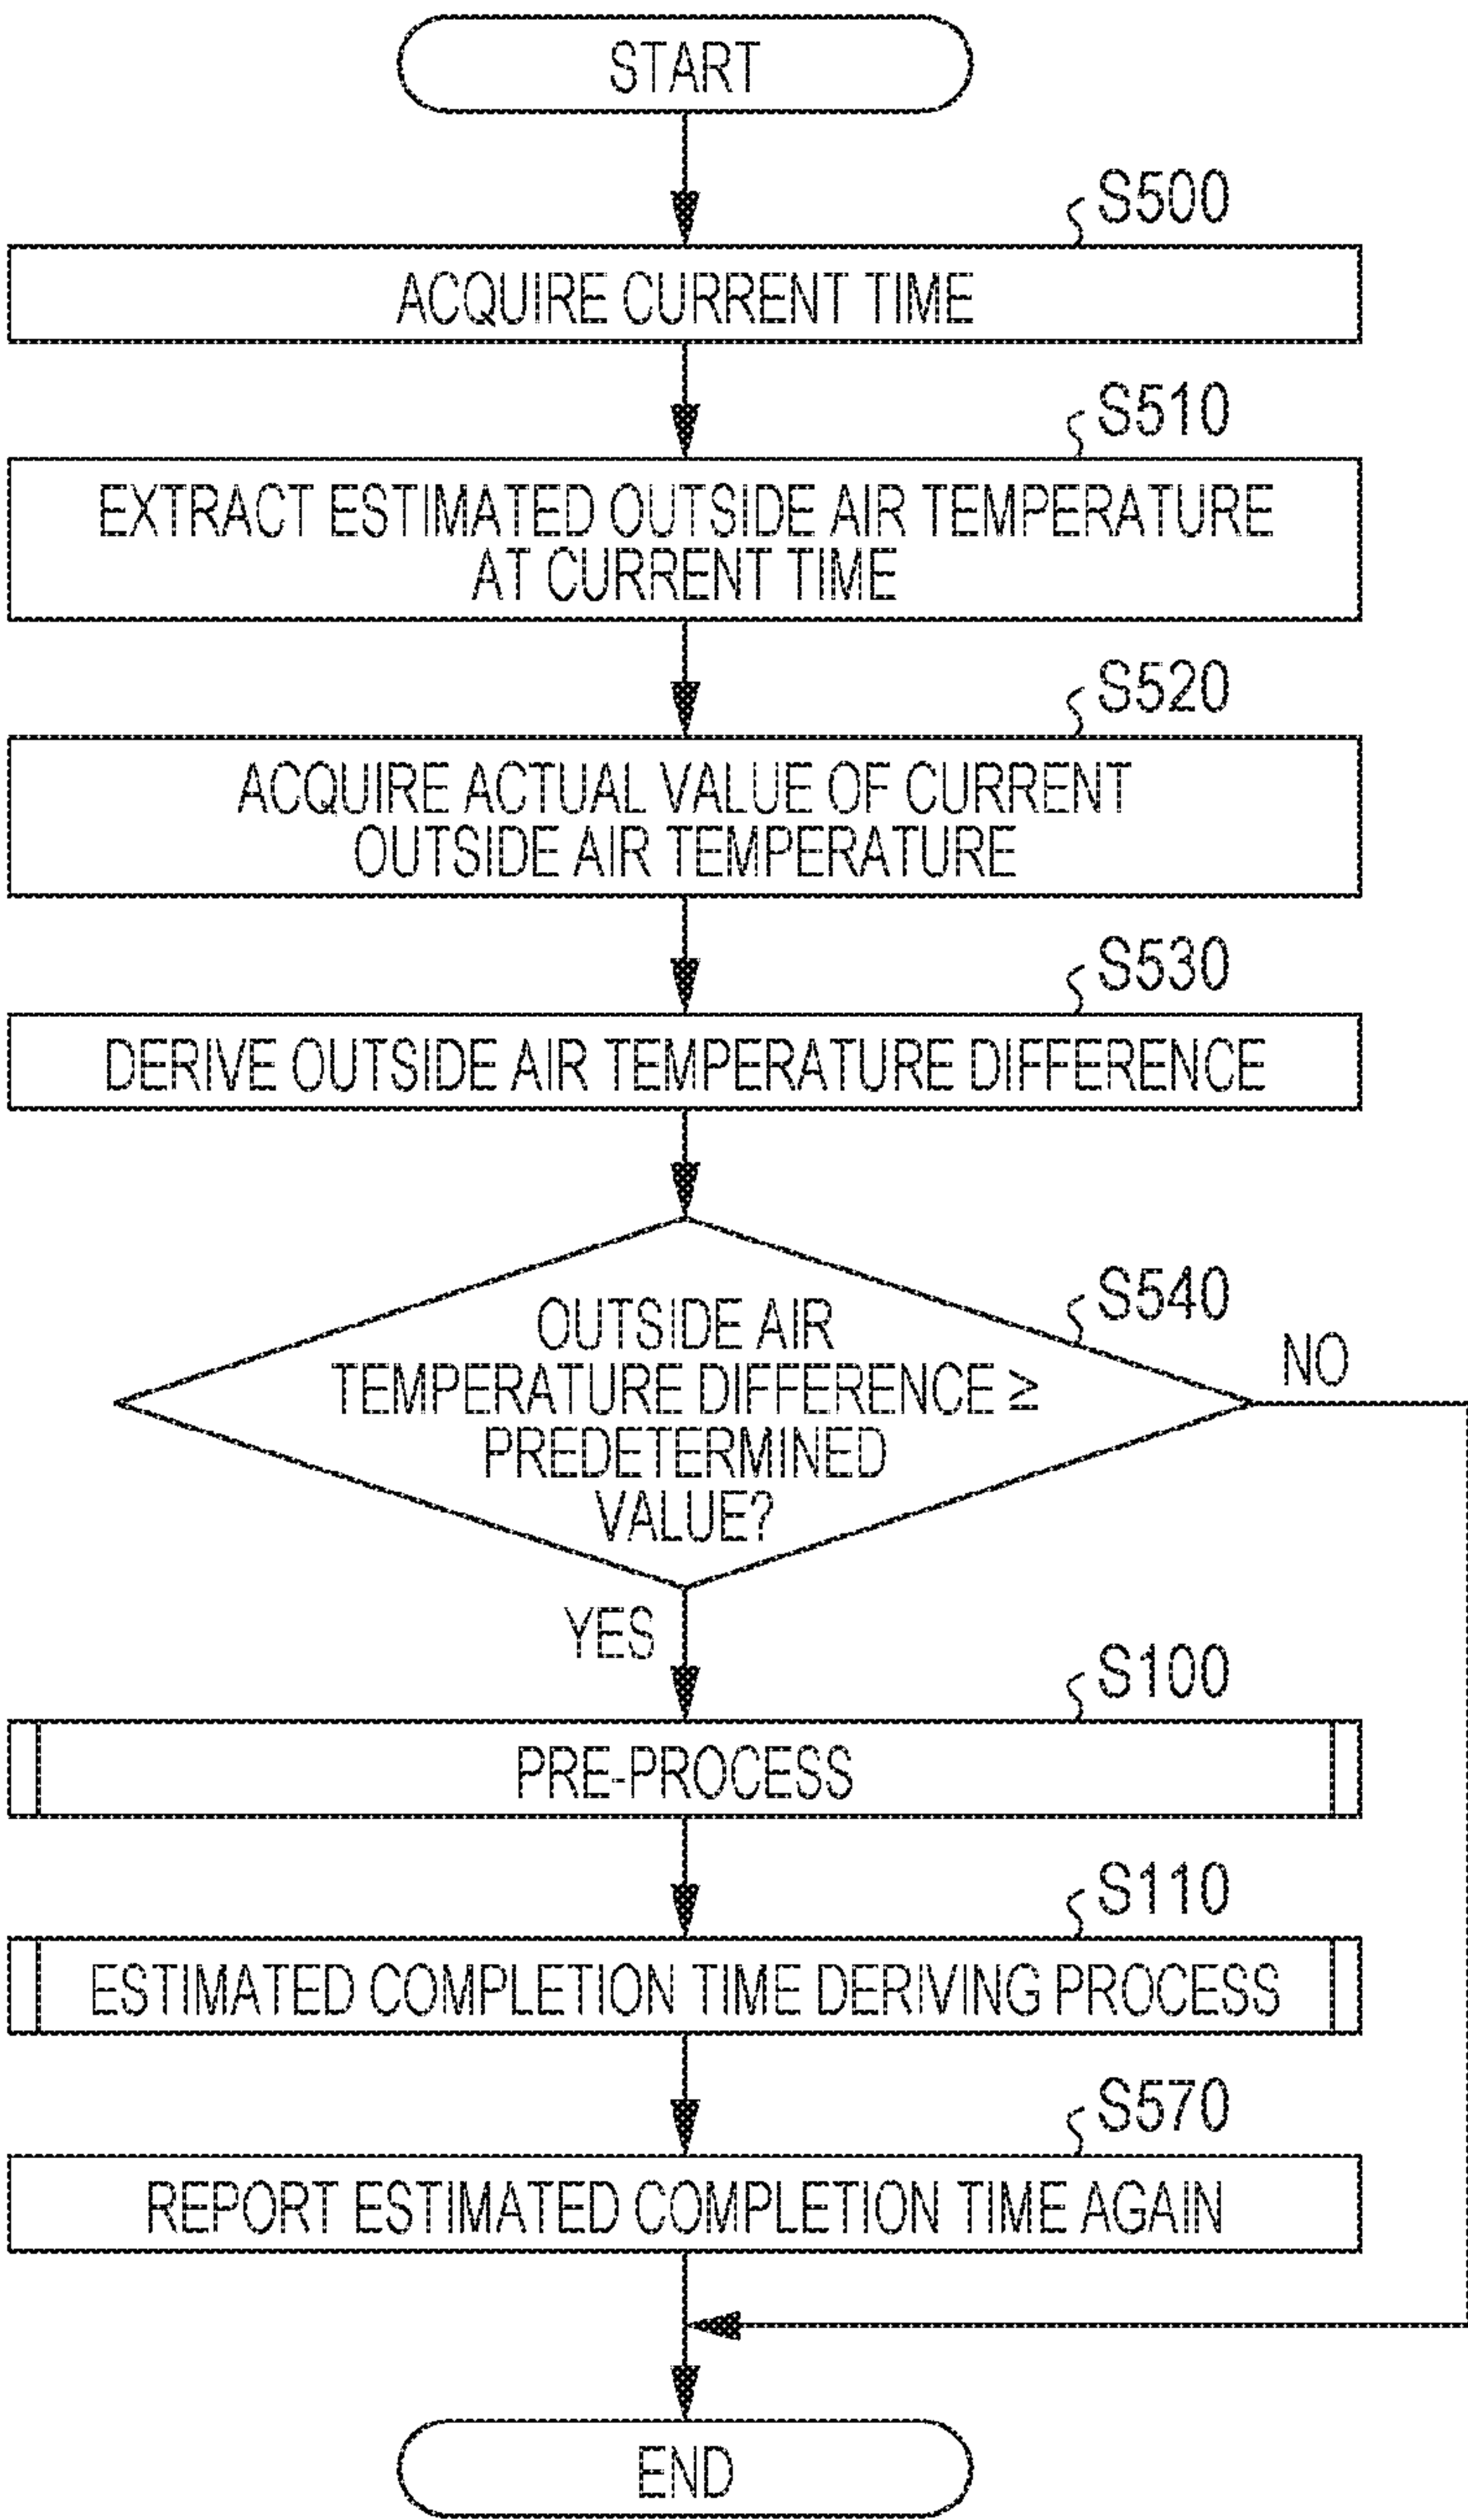 START
S500
ACQUIRE CURRENT TIME
S510
EXTRACT ESTIMATED OUTSIDE AIR TEMPERATURE
AT CURRENT TIME
S520
ACQUIRE ACTUAL VALUE OF CURRENT
OUTSIDE AIR TEMPERATURE
S530
DERIVE OUTSIDE AIR TEMPERATURE DIFFERENCE
S540
OUTSIDE AIR
TEMPERATURE DIFFERENCE ≥
PREDETERMINED
VALUE?
NO
YES
S100
PRE-PROCESS
S110
ESTIMATED COMPLETION TIME DERIVING PROCESS
S570
REPORT ESTIMATED COMPLETION TIME AGAIN
END